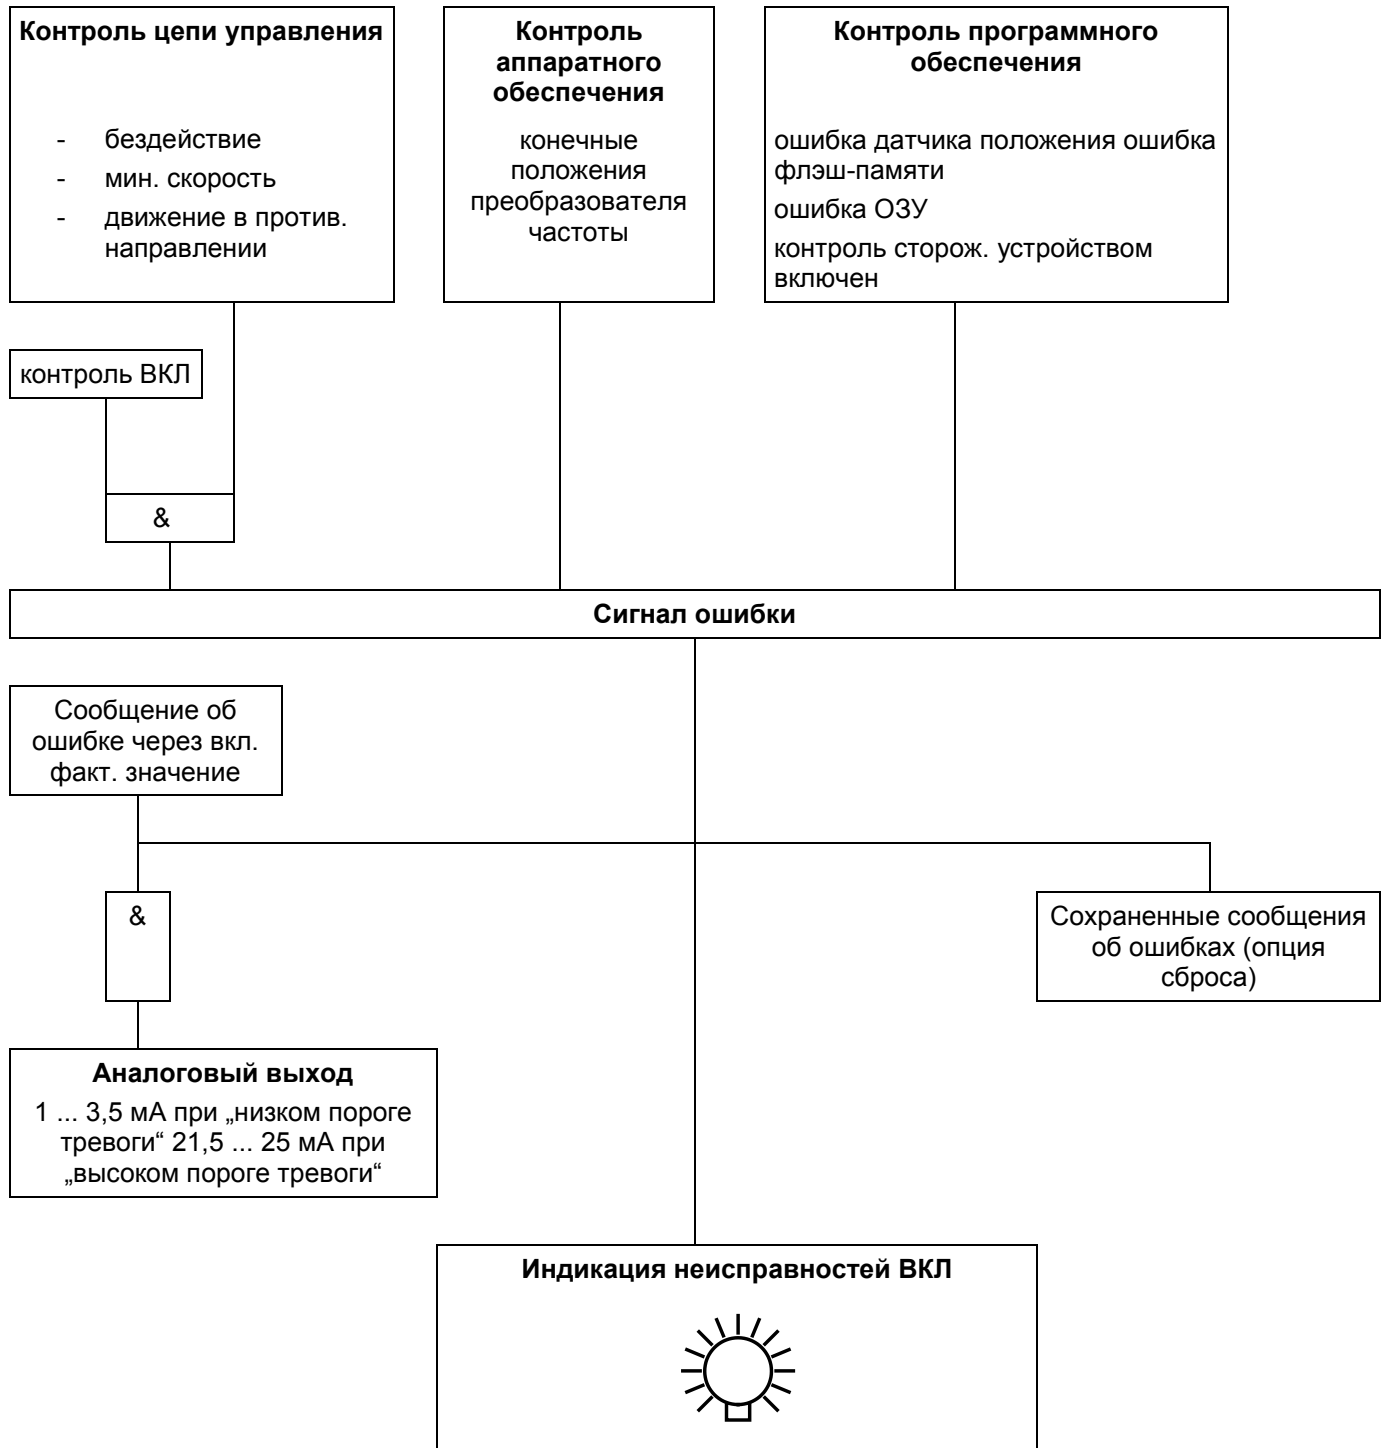 Контроль цепи управления
- бездействие
- мин. скорость
- движение в против.
направлении
Контроль
аппаратного
обеспечения
конечные
положения
преобразователя
частоты
Контроль программного
обеспечения
ошибка датчика положения ошибка
флэш-памяти
ошибка ОЗУ
контроль сторож. устройством
включен
контроль ВКЛ
&
Сигнал ошибки
Сообщение об
ошибке через вкл.
факт. значение
&
Сохраненные сообщения
об ошибках (опция
сброса)
Аналоговый выход
1 ... 3,5 мА при „низком пороге
тревоги“ 21,5 ... 25 мА при
„высоком пороге тревоги“
Индикация неисправностей ВКЛ